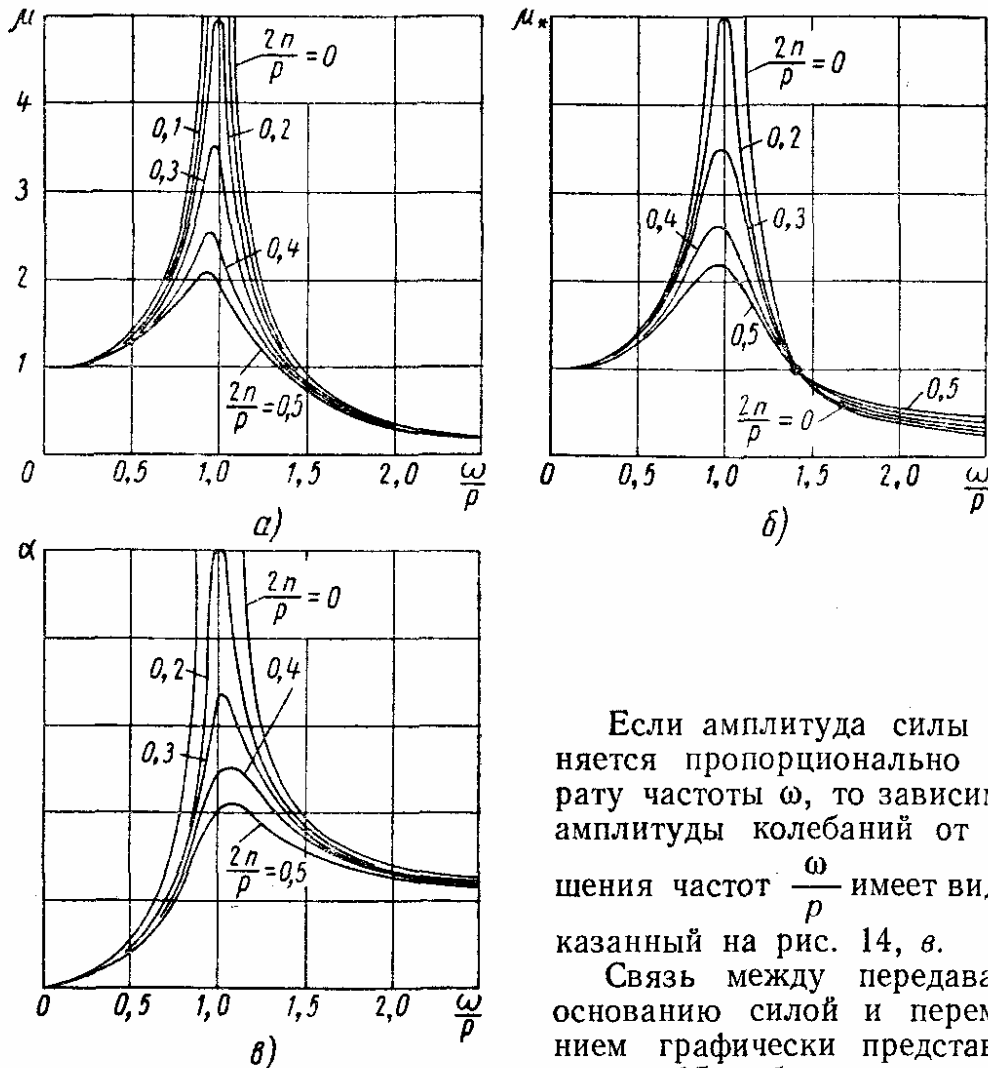 μ
2n/p = 0
4
0,1
0,2
3
0,3
0,4
2
1
2n/p = 0,5
0
0,5
1,0
1,5
2,0
ω/p
а)
μ*
2n/p = 0
0,2
0,4
0,3
0,5
0,5
2n/p = 0
0
0,5
1,0
1,5
2,0
ω/p
б)
α
2n/p = 0
0,2
0,4
0,3
2n/p = 0,5
0
0,5
1,0
1,5
2,0
ω/p
в)
Если амплитуда силы
няется пропорционально
рату частоты ω, то зависим
амплитуды колебаний от
шения частот ω/p имеет вид
казанный на рис. 14, в.
Связь между передава
основанию силой и перем
нием графически представ